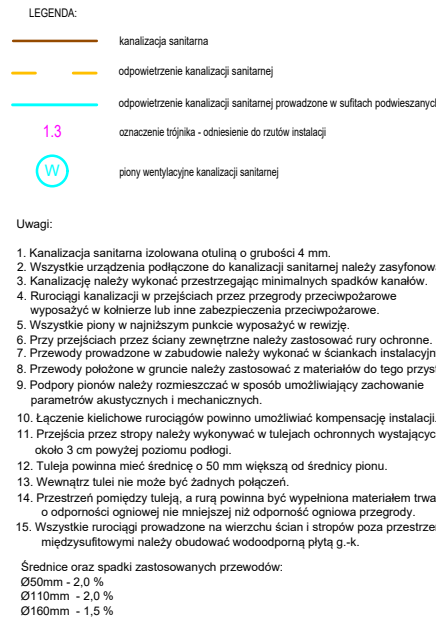 LEGENDA:
kanalizacja sanitarna
odpowietrzenie kanalizacji sanitarnej
odpowietrzenie kanalizacji sanitarnej prowadzone w sufitach podwieszanych
1.3 oznaczenie trójnika - odniesienie do rzutów instalacji
W piony wentylacyjne kanalizacji sanitarnej
Uwagi:
1. Kanalizacja sanitarna izolowana otuliną o grubości 4 mm.
2. Wszystkie urządzenia podłączone do kanalizacji sanitarnej należy zasyfonowa
3. Kanalizację należy wykonać przestrzegając minimalnych spadków kanałów.
4. Rurociągi kanalizacji w przejściach przez przegrody przeciwpożarowe
wyposażyć w kołnierze lub inne zabezpieczenia przeciwpożarowe.
5. Wszystkie piony w najniższym punkcie wyposażyć w rewizję.
6. Przy przejściach przez ściany zewnętrzne należy zastosować rury ochronne.
7. Przewody prowadzone w zabudowie należy wykonać w ściankach instalacyjn
8. Przewody położone w gruncie należy zastosować z materiałów do tego przyst
9. Podpory pionów należy rozmieszczać w sposób umożliwiający zachowanie
parametrów akustycznych i mechanicznych.
10. Łączenie kielichowe rurociągów powinno umożliwiać kompensację instalacji.
11. Przejścia przez stropy należy wykonywać w tulejach ochronnych wystającyc
około 3 cm powyżej poziomu podłogi.
12. Tuleja powinna mieć średnicę o 50 mm większą od średnicy pionu.
13. Wewnątrz tulei nie może być żadnych połączeń.
14. Przestrzeń pomiędzy tuleją, a rurą powinna być wypełniona materiałem trwa
o odporności ogniowej nie mniejszej niż odporność ogniowa przegrody.
15. Wszystkie rurociągi prowadzone na wierzchu ścian i stropów poza przestrze
międzysufitowymi należy obudować wodoodporną płytą g.-k.
Średnice oraz spadki zastosowanych przewodów:
Ø50mm - 2,0 %
Ø110mm - 2,0 %
Ø160mm - 1,5 %